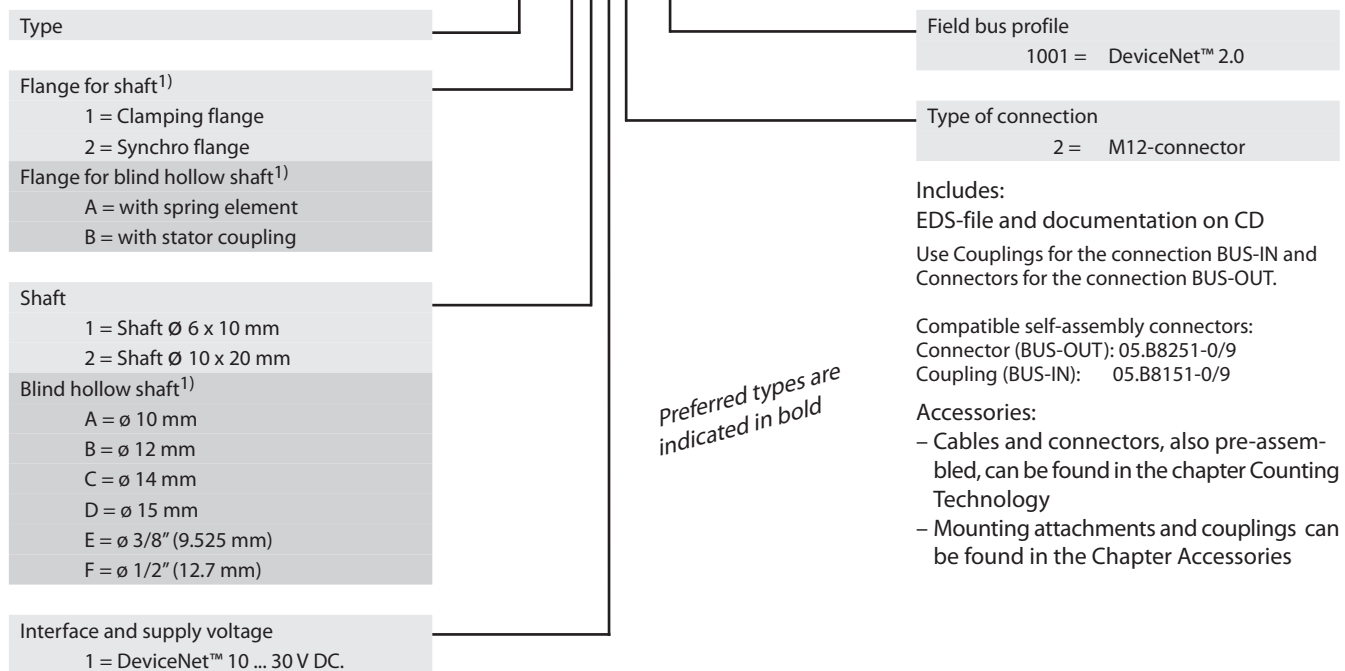 Type
Flange for shaft1)
1 = Clamping flange
2 = Synchro flange
Flange for blind hollow shaft1)
A = with spring element
B = with stator coupling
Shaft
1 = Shaft Ø 6 x 10 mm
2 = Shaft Ø 10 x 20 mm
Blind hollow shaft1)
A = ø 10 mm
B = ø 12 mm
C = ø 14 mm
D = ø 15 mm
E = ø 3/8” (9.525 mm)
F = ø 1/2” (12.7 mm)
Interface and supply voltage
1 = DeviceNet™ 10 ... 30 V DC.
Preferred types are
indicated in bold
Field bus profile
1001 = DeviceNet™ 2.0
Type of connection
2 = M12-connector
Includes:
EDS-file and documentation on CD
Use Couplings for the connection BUS-IN and
Connectors for the connection BUS-OUT.
Compatible self-assembly connectors:
Connector (BUS-OUT): 05.B8251-0/9
Coupling (BUS-IN): 05.B8151-0/9
Accessories:
– Cables and connectors, also pre-assem-
bled, can be found in the chapter Counting
Technology
– Mounting attachments and couplings can
be found in the Chapter Accessories